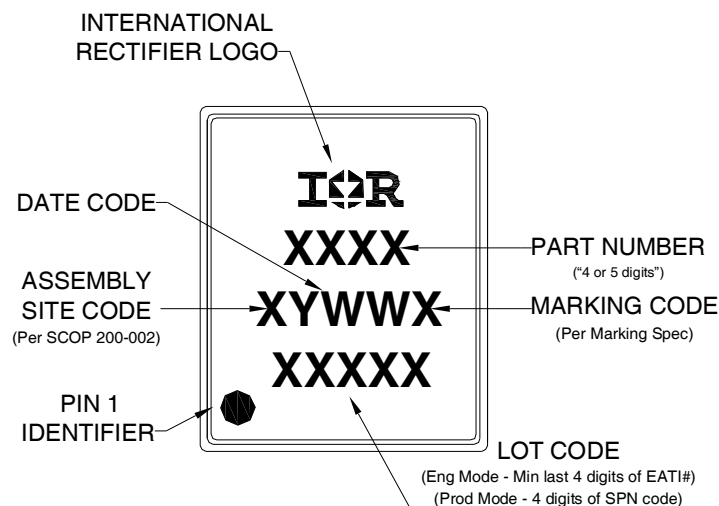 INTERNATIONAL
RECTIFIER LOGO
IOR
DATE CODE
XXXX
PART NUMBER
(“4 or 5 digits”)
ASSEMBLY
SITE CODE
(Per SCOP 200-002)
XYWWX
MARKING CODE
(Per Marking Spec)
XXXXX
PIN 1
IDENTIFIER
LOT CODE
(Eng Mode - Min last 4 digits of EATI#)
(Prod Mode - 4 digits of SPN code)